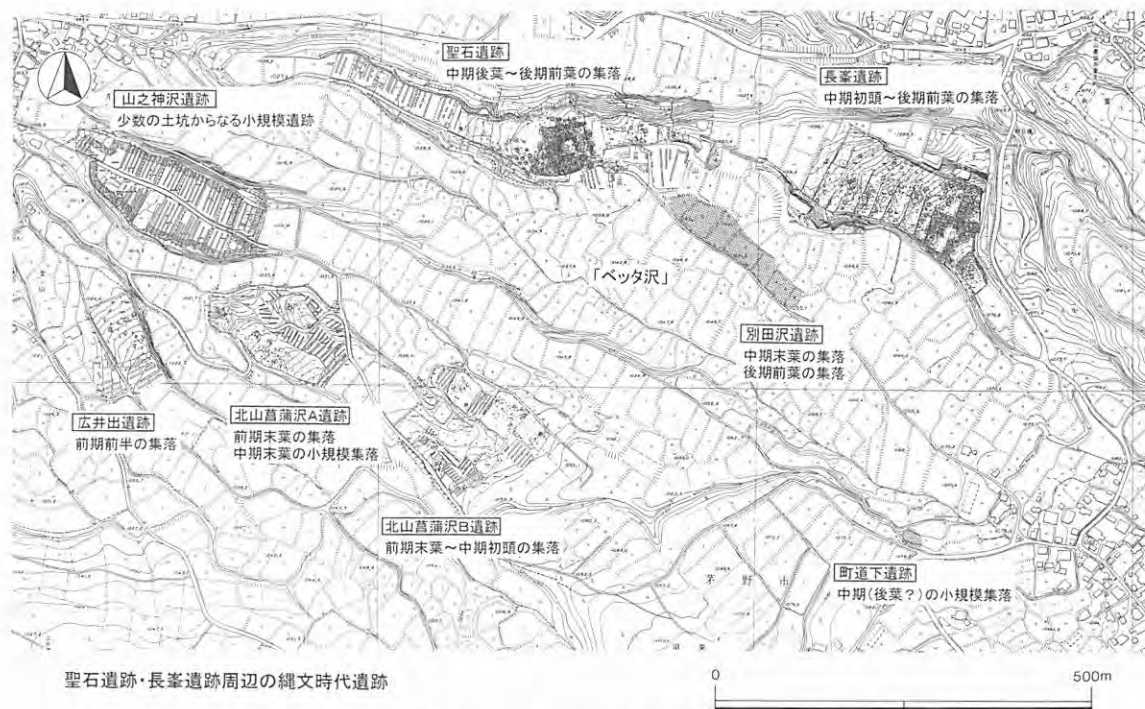 聖石遺跡
中期後葉～後期前葉の集落
長峯遺跡
中期初頭～後期前葉の集落
山之神沢遺跡
少数の土坑からなる小規模遺跡
「ベッタ沢」
別田沢遺跡
中期末葉の集落
後期前葉の集落
広井出遺跡
前期前半の集落
北山菖蒲沢A遺跡
前期末葉の集落
中期末葉の小規模集落
北山菖蒲沢B遺跡
前期末葉～中期初頭の集落
町道下遺跡
中期(後葉?)の小規模集落
茅野市
聖石遺跡・長峯遺跡周辺の縄文時代遺跡
0
500m